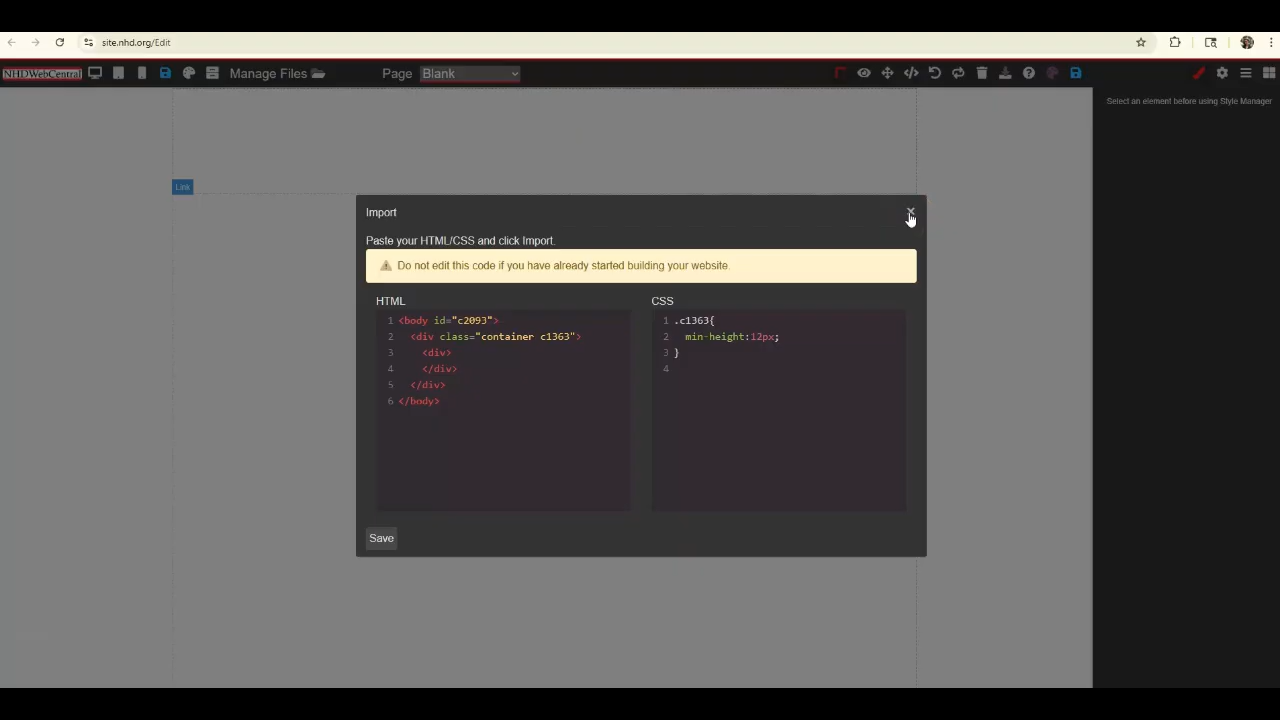 site.nhd.org/Edit
NHDWebCentral
Manage Files
Page
Blank
Select an element before using Style Manager
Link
Import
Paste your HTML/CSS and click Import.
Do not edit this code if you have already started building your website.
HTML
1 <body id="c2093">
2 <div class="container c1363">
3 <div>
4 </div>
5 </div>
6 </body>
CSS
1 .c1363{
2 min-height:12px;
3 }
4
Save